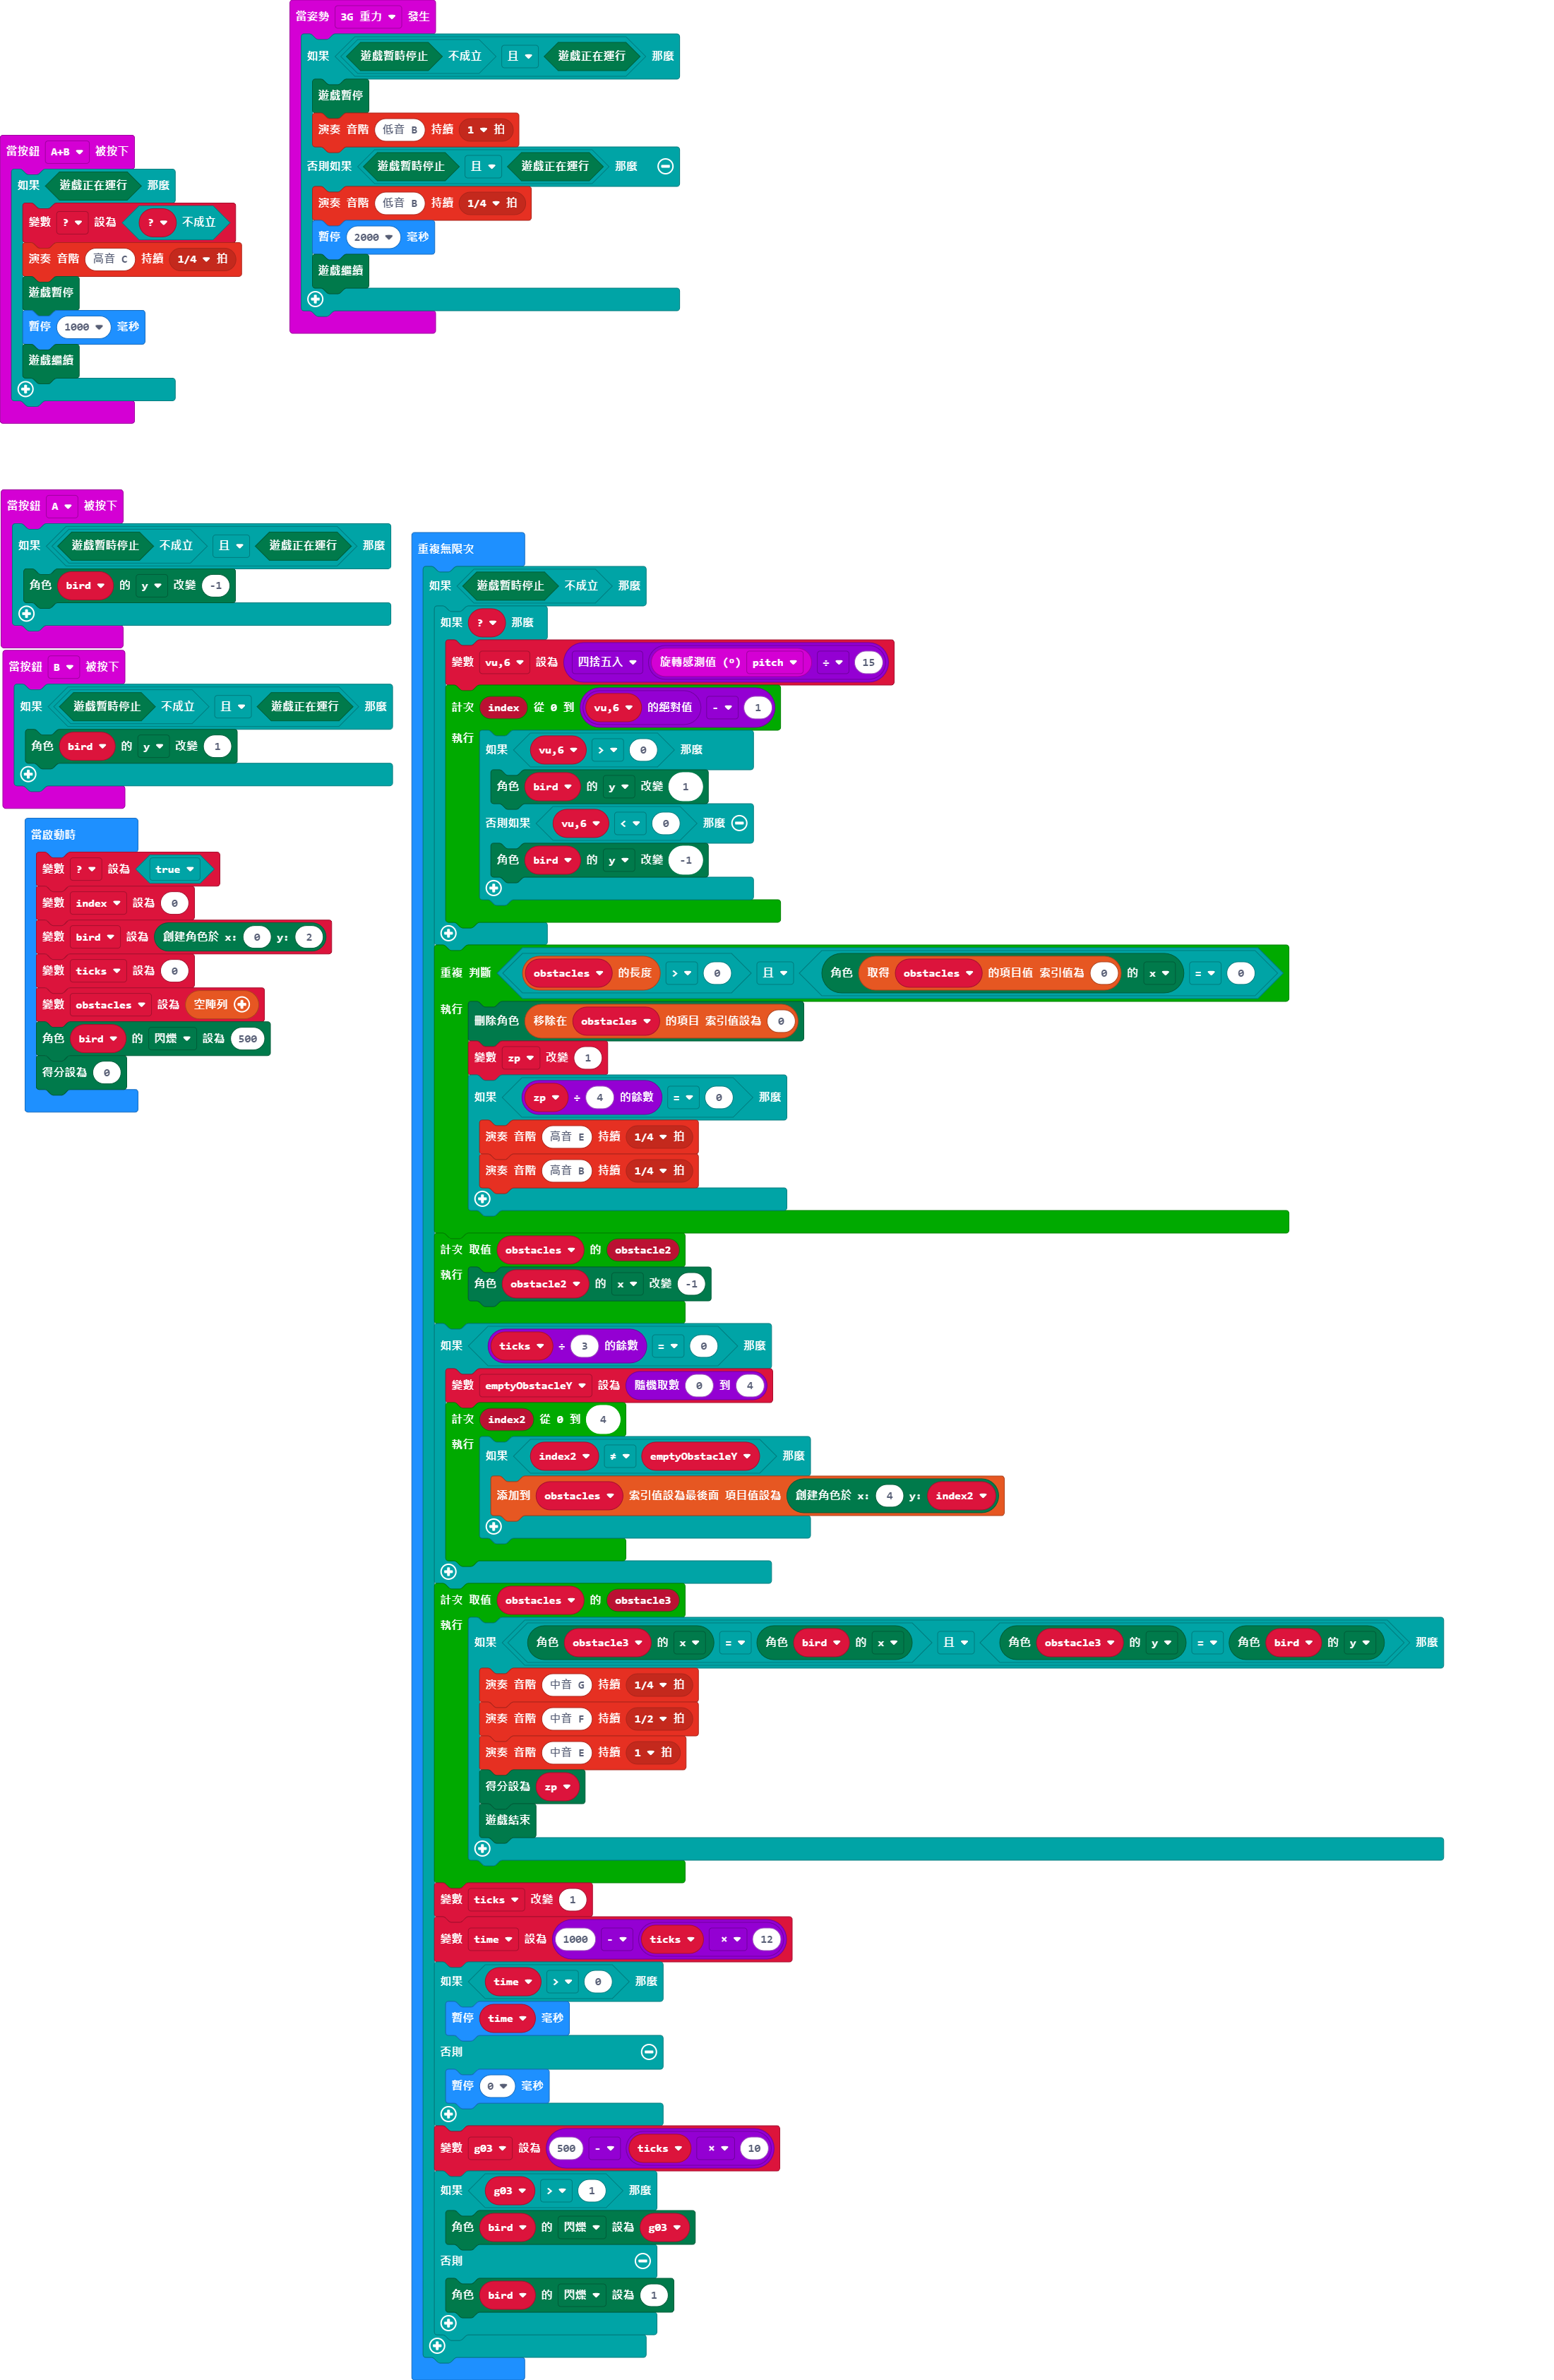 當姿勢 3G 重力 發生
如果 遊戲暫時停止 不成立 且 遊戲正在運行 那麼
遊戲暫停
演奏 音階 低音 B 持續 1 拍
否則如果 遊戲暫時停止 且 遊戲正在運行 那麼
演奏 音階 低音 B 持續 1/4 拍
暫停 2000 毫秒
遊戲繼續
當按鈕 A+B 被按下
如果 遊戲正在運行 那麼
變數 ? 設為 ? 不成立
演奏 音階 高音 C 持續 1/4 拍
遊戲暫停
暫停 1000 毫秒
遊戲繼續
當按鈕 A 被按下
如果 遊戲暫時停止 不成立 且 遊戲正在運行 那麼
角色 bird 的 y 改變 -1
當按鈕 B 被按下
如果 遊戲暫時停止 不成立 且 遊戲正在運行 那麼
角色 bird 的 y 改變 1
當啟動時
變數 ? 設為 true
變數 index 設為 0
變數 bird 設為 創建角色於 x: 0 y: 2
變數 ticks 設為 0
變數 obstacles 設為 空陣列
角色 bird 的 閃爍 設為 500
得分設為 0
重複無限次
如果 遊戲暫時停止 不成立 那麼
如果 ? 那麼
變數 vu,6 設為 四捨五入 旋轉感測值 (º) pitch ÷ 15
計次 index 從 0 到 vu,6 的絕對值 - 1
執行
如果 vu,6 > 0 那麼
角色 bird 的 y 改變 1
否則如果 vu,6 < 0 那麼
角色 bird 的 y 改變 -1
重複 判斷 obstacles 的長度 > 0 且 角色 取得 obstacles 的項目值 索引值為 0 的 x = 0
執行
刪除角色 移除在 obstacles 的項目 索引值設為 0
變數 zp 改變 1
如果 zp ÷ 4 的餘數 = 0 那麼
演奏 音階 高音 E 持續 1/4 拍
演奏 音階 高音 B 持續 1/4 拍
計次 取值 obstacles 的 obstacle2
執行
角色 obstacle2 的 x 改變 -1
如果 ticks ÷ 3 的餘數 = 0 那麼
變數 emptyObstacleY 設為 隨機取數 0 到 4
計次 index2 從 0 到 4
執行
如果 index2 ≠ emptyObstacleY 那麼
添加到 obstacles 索引值設為最後面 項目值設為 創建角色於 x: 4 y: index2
計次 取值 obstacles 的 obstacle3
執行
如果 角色 obstacle3 的 x = 角色 bird 的 x 且 角色 obstacle3 的 y = 角色 bird 的 y 那麼
演奏 音階 中音 G 持續 1/4 拍
演奏 音階 中音 F 持續 1/2 拍
演奏 音階 中音 E 持續 1 拍
得分設為 zp
遊戲結束
變數 ticks 改變 1
變數 time 設為 1000 - ticks × 12
如果 time > 0 那麼
暫停 time 毫秒
否則
暫停 0 毫秒
變數 g03 設為 500 - ticks × 10
如果 g03 > 1 那麼
角色 bird 的 閃爍 設為 g03
否則
角色 bird 的 閃爍 設為 1